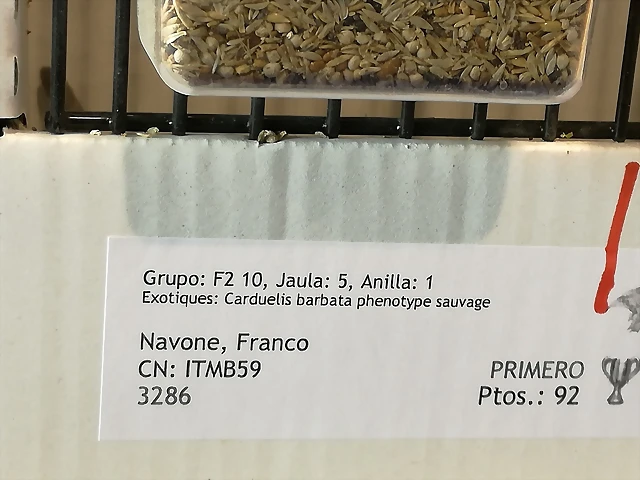 Grupo: F2 10, Jaula: 5, Anilla: 1
Exotiques: Carduelis barbata phenotype sauvage
Navone, Franco
CN: ITMB59
3286
PRIMERO
Ptos.: 92